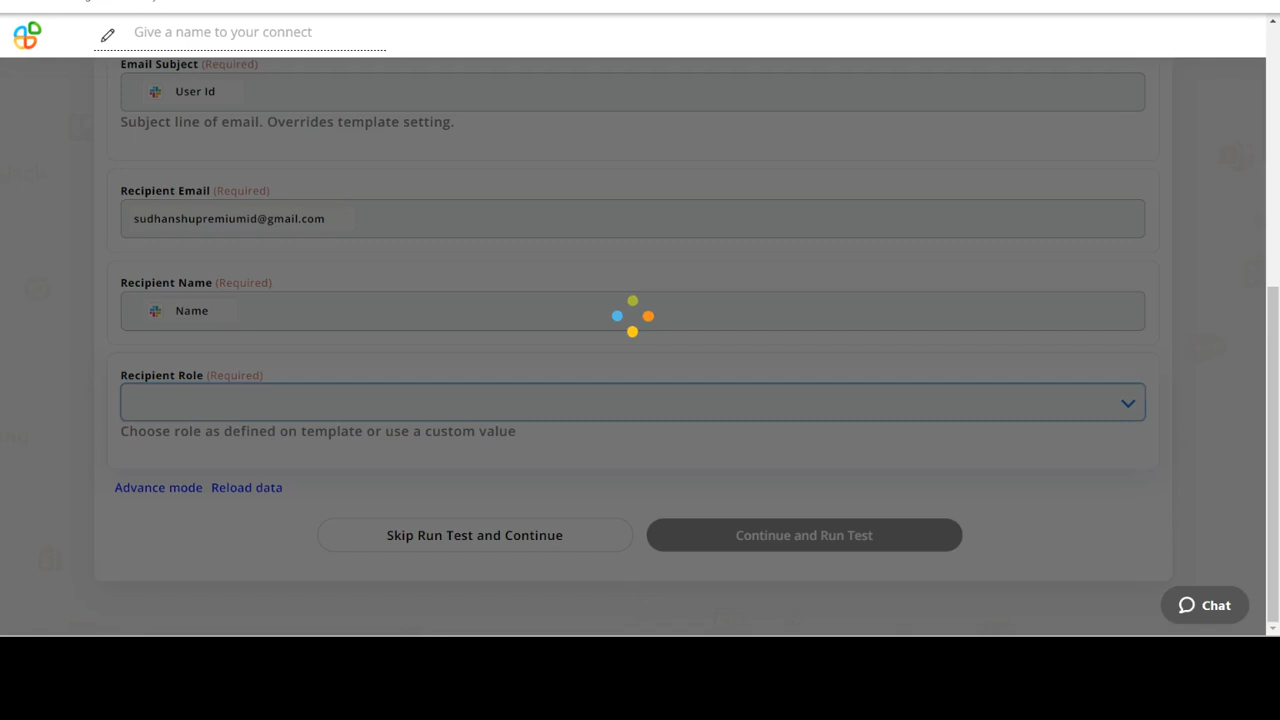 Give a name to your connect
Email Subject (Required)
User Id
Subject line of email. Overrides template setting.
Recipient Email (Required)
sudhanshupremiumid@gmail.com
Recipient Name (Required)
Name
Recipient Role (Required)
Choose role as defined on template or use a custom value
Advance mode Reload data
Skip Run Test and Continue
Continue and Run Test
Chat